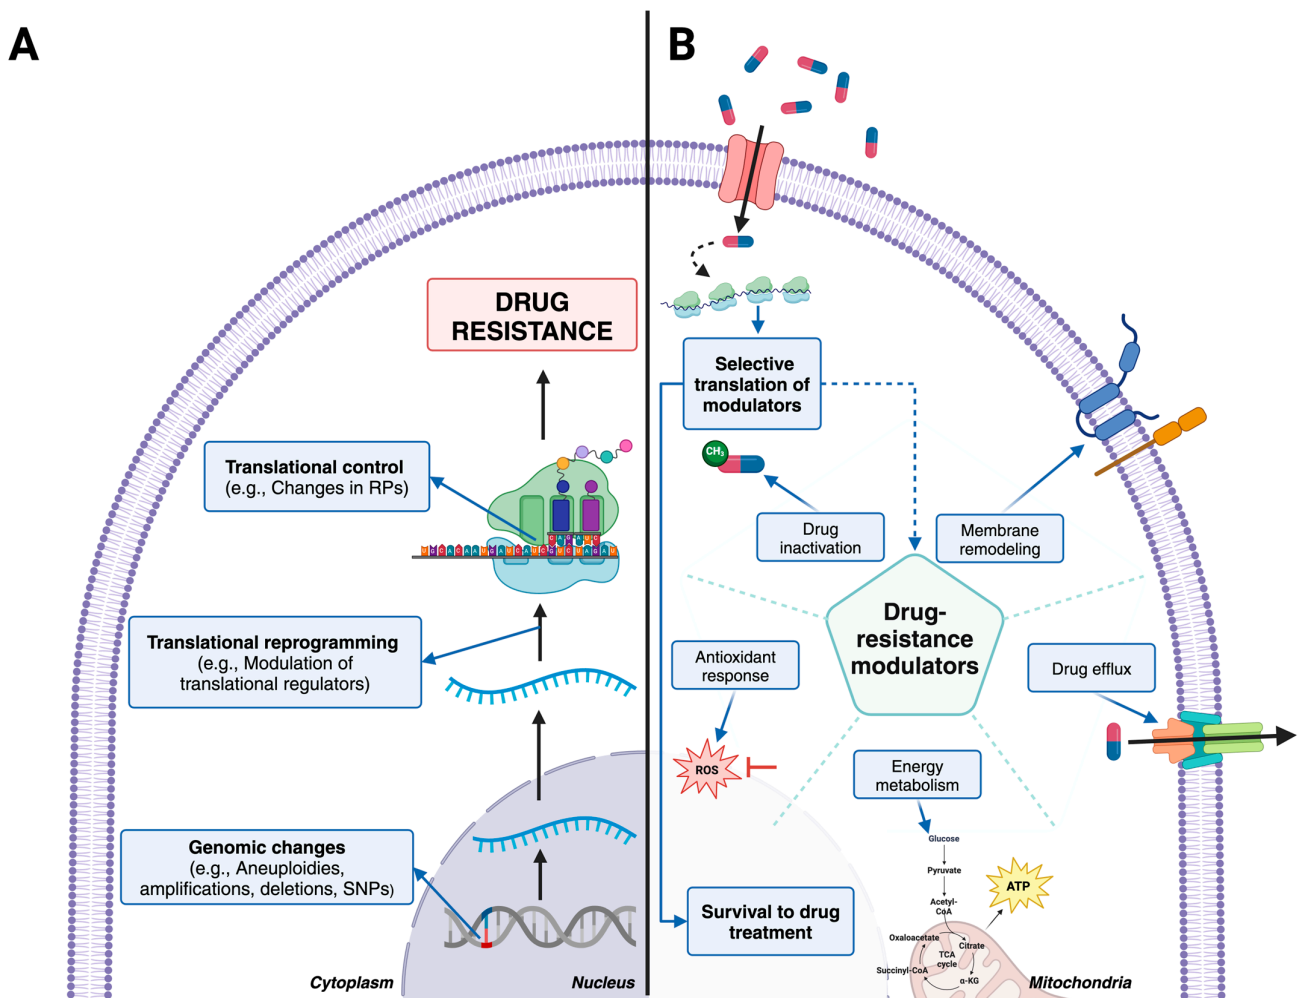 A
DRUG
RESISTANCE
Translational control
(e.g., Changes in RPs)
Translational reprogramming
(e.g., Modulation of
translational regulators)
Genomic changes
(e.g., Aneuploidies,
amplifications, deletions, SNPs)
Cytoplasm
Nucleus
B
Selective
translation of
modulators
CH₃
Drug
inactivation
Membrane
remodeling
Drug-
resistance
modulators
Antioxidant
response
Drug efflux
ROS
Energy
metabolism
Glucose
Pyruvate
Acetyl-
CoA
ATP
Oxaloacetate
Citrate
TCA
cycle
Succinyl-CoA
α-KG
Survival to drug
treatment
Mitochondria